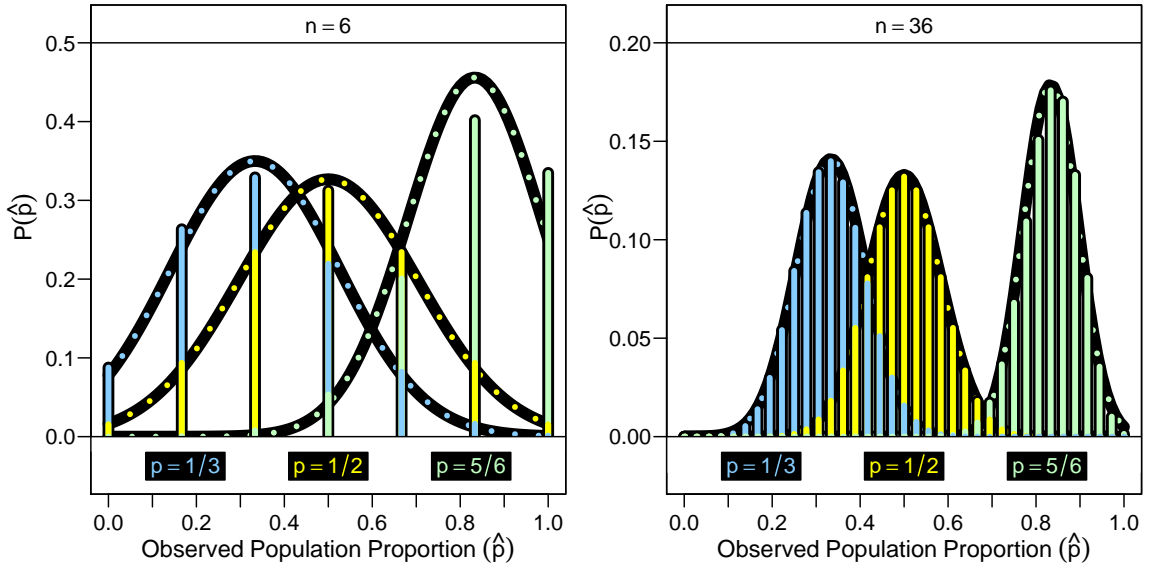 n = 6
0.5
0.4
0.3
0.2
0.1
0.0
P(p̂)
p = 1/3
p = 1/2
p = 5/6
0.0 0.2 0.4 0.6 0.8 1.0
Observed Population Proportion (p̂)
n = 36
0.20
0.15
0.10
0.05
0.00
P(p̂)
p = 1/3
p = 1/2
p = 5/6
0.0 0.2 0.4 0.6 0.8 1.0
Observed Population Proportion (p̂)